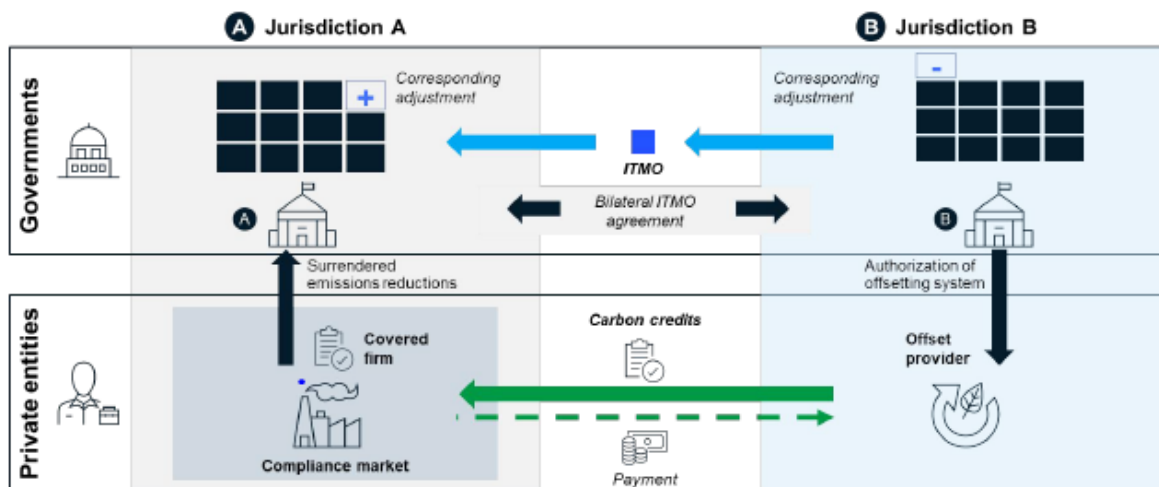 A Jurisdiction A
B Jurisdiction B
Governments
+
Corresponding
adjustment
ITMO
Corresponding
adjustment
-
Bilateral ITMO
agreement
A
B
Surrendered
emissions reductions
Authorization of
offsetting system
Private entities
Covered
firm
Compliance market
Carbon credits
Payment
Offset
provider